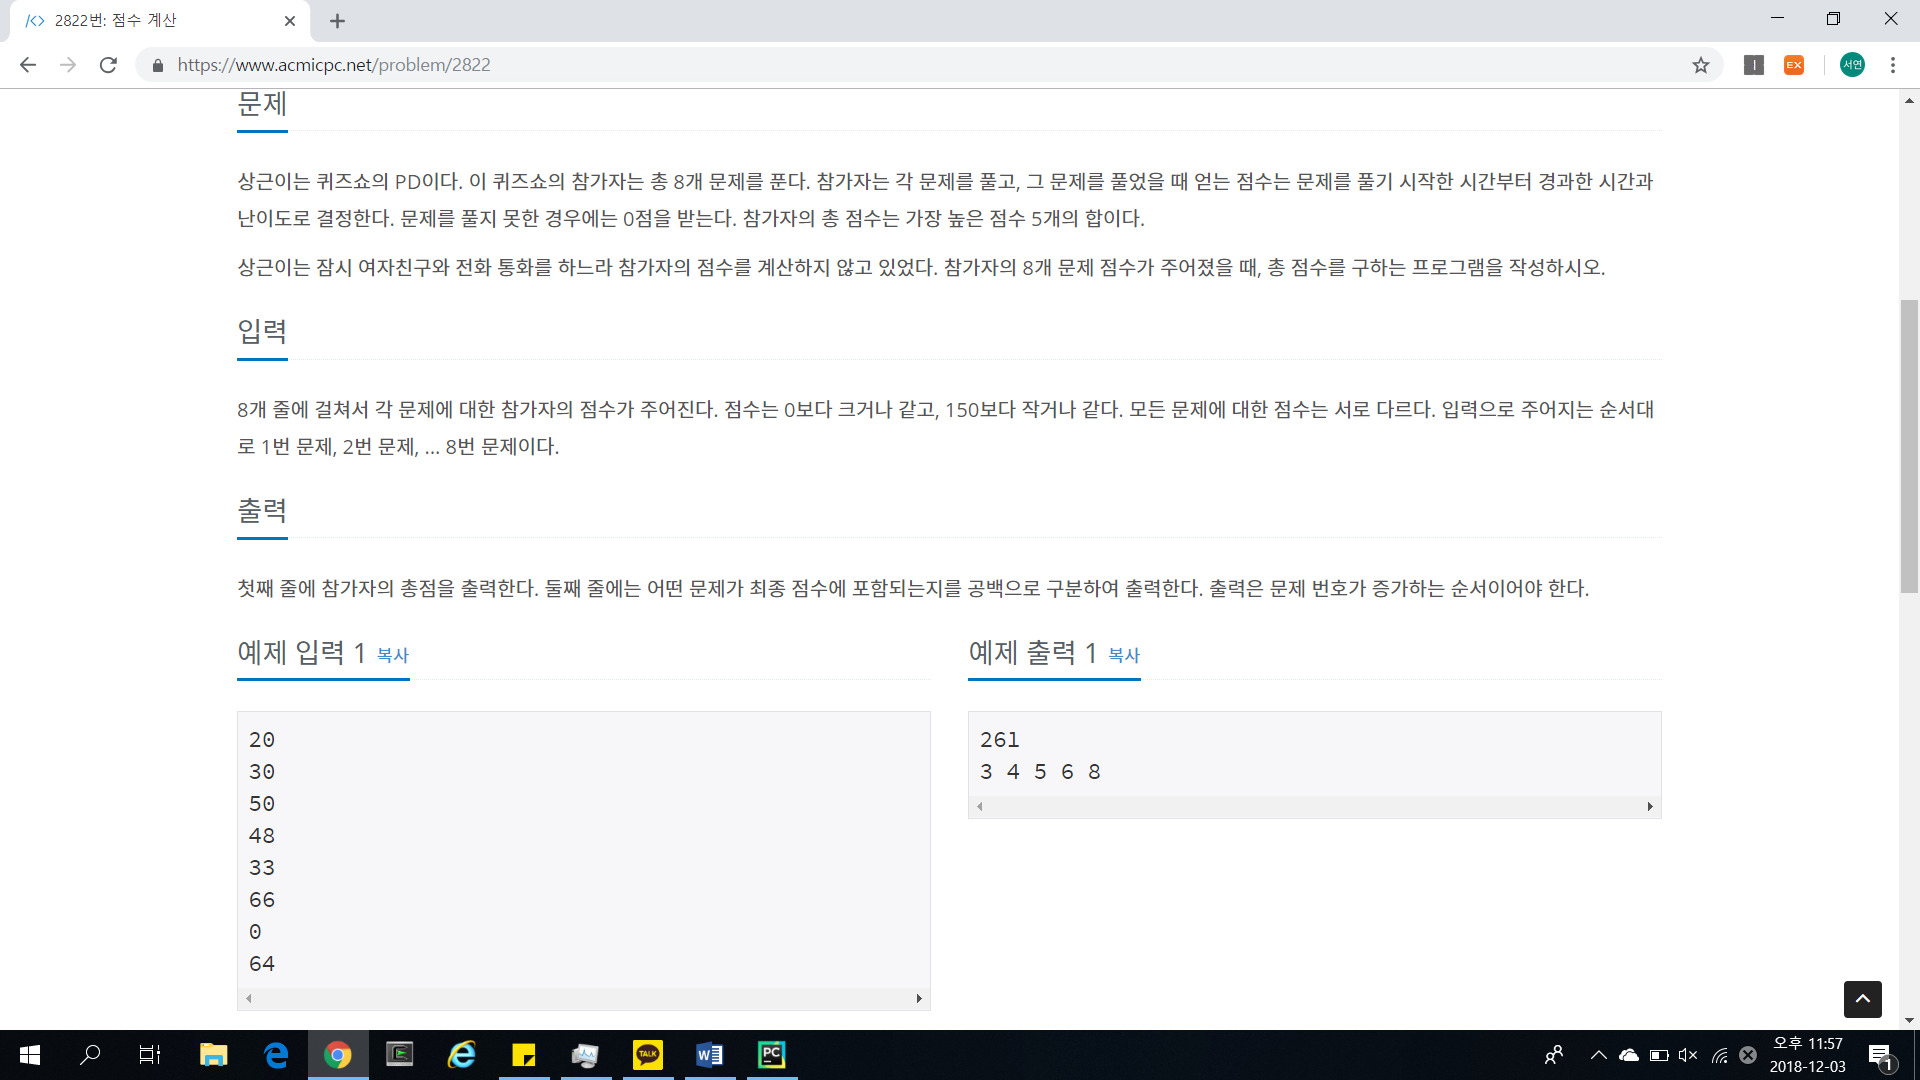 2822번: 점수 계산
https://www.acmicpc.net/problem/2822
EX
서연
문제
상근이는 퀴즈쇼의 PD이다. 이 퀴즈쇼의 참가자는 총 8개 문제를 푼다. 참가자는 각 문제를 풀고, 그 문제를 풀었을 때 얻는 점수는 문제를 풀기 시작한 시간부터 경과한 시간과
난이도로 결정한다. 문제를 풀지 못한 경우에는 0점을 받는다. 참가자의 총 점수는 가장 높은 점수 5개의 합이다.
상근이는 잠시 여자친구와 전화 통화를 하느라 참가자의 점수를 계산하지 않고 있었다. 참가자의 8개 문제 점수가 주어졌을 때, 총 점수를 구하는 프로그램을 작성하시오.
입력
8개 줄에 걸쳐서 각 문제에 대한 참가자의 점수가 주어진다. 점수는 0보다 크거나 같고, 150보다 작거나 같다. 모든 문제에 대한 점수는 서로 다르다. 입력으로 주어지는 순서대
로 1번 문제, 2번 문제, ... 8번 문제이다.
출력
첫째 줄에 참가자의 총점을 출력한다. 둘째 줄에는 어떤 문제가 최종 점수에 포함되는지를 공백으로 구분하여 출력한다. 출력은 문제 번호가 증가하는 순서이어야 한다.
예제 입력 1 복사
20
30
50
48
33
66
0
64
예제 출력 1 복사
261
3 4 5 6 8
TALK
W
PC
오후 11:57
2018-12-03
1